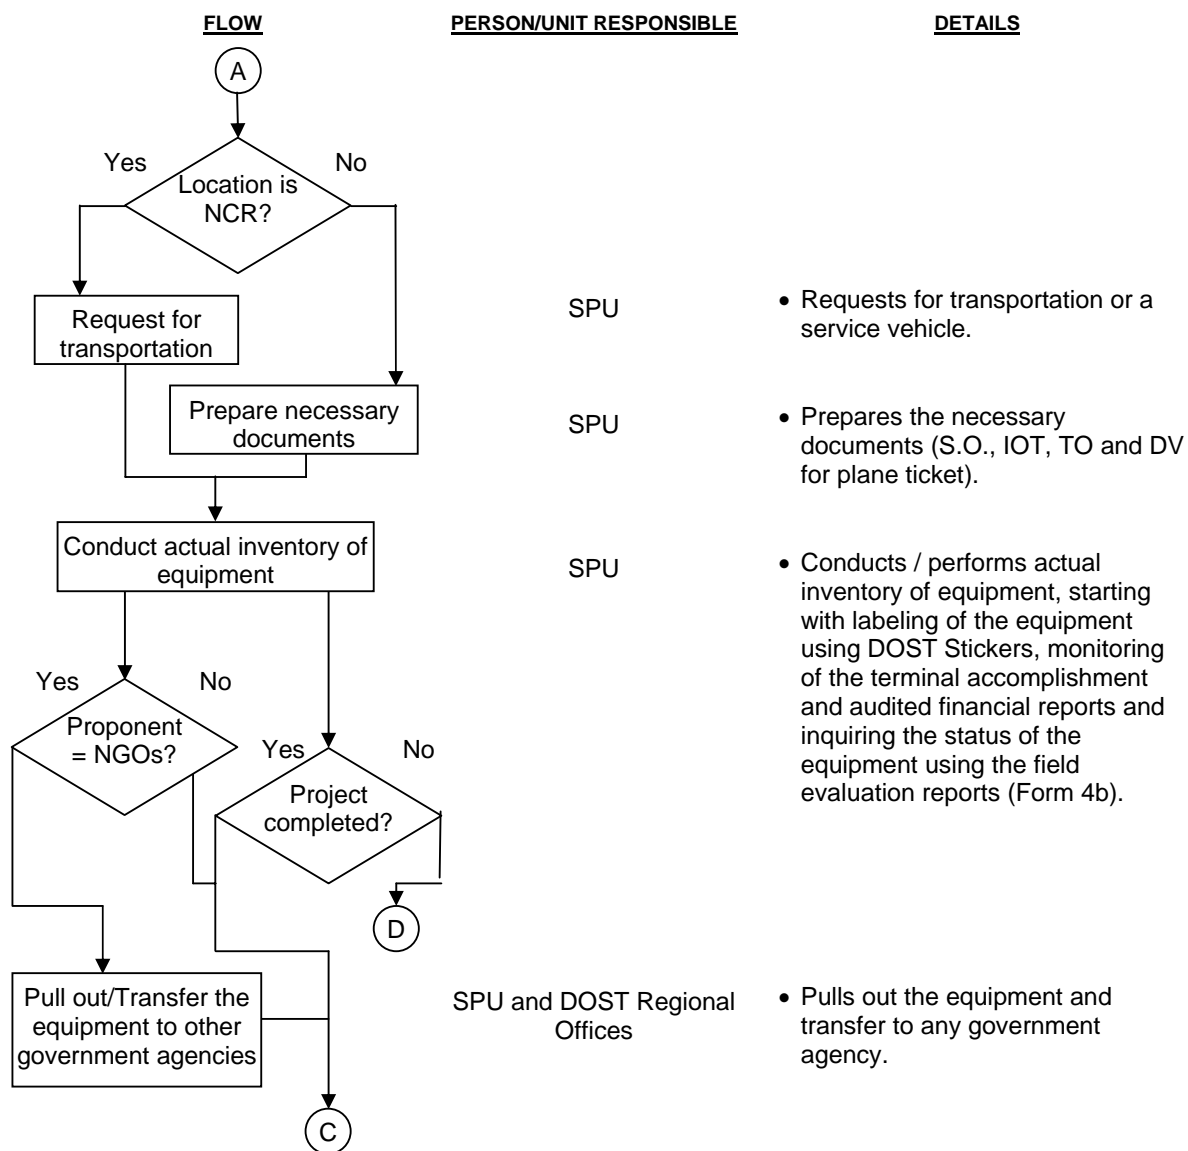 FLOW
PERSON/UNIT RESPONSIBLE
DETAILS
A
Yes
No
Location is
NCR?
Request for
transportation
SPU
• Requests for transportation or a
service vehicle.
Prepare necessary
documents
SPU
• Prepares the necessary
documents (S.O., IOT, TO and DV
for plane ticket).
Conduct actual inventory of
equipment
SPU
• Conducts / performs actual
inventory of equipment, starting
with labeling of the equipment
using DOST Stickers, monitoring
of the terminal accomplishment
and audited financial reports and
inquiring the status of the
equipment using the field
evaluation reports (Form 4b).
Yes
No
Proponent
= NGOs?
Yes
No
Project
completed?
D
Pull out/Transfer the
equipment to other
government agencies
SPU and DOST Regional
Offices
• Pulls out the equipment and
transfer to any government
agency.
C